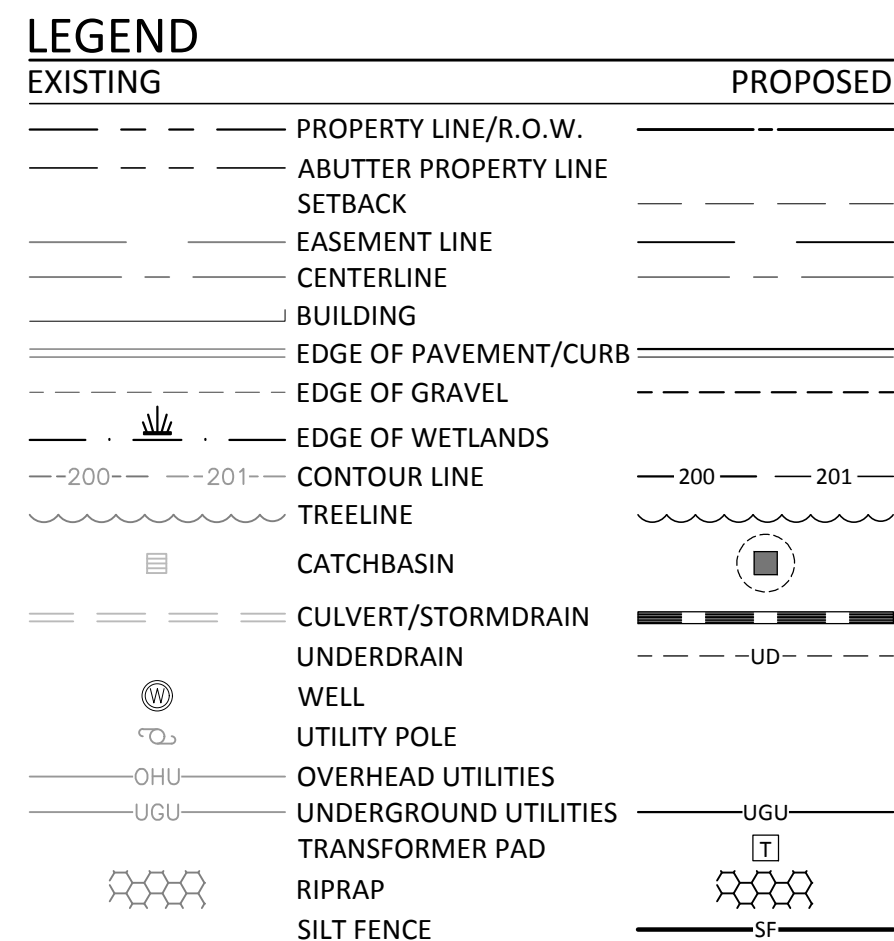 LEGEND
EXISTING PROPOSED
PROPERTY LINE/R.O.W.
ABUTTER PROPERTY LINE
SETBACK
EASEMENT LINE
CENTERLINE
BUILDING
EDGE OF PAVEMENT/CURB
EDGE OF GRAVEL
EDGE OF WETLANDS
200 201 CONTOUR LINE 200 201
TREELINE
CATCHBASIN
CULVERT/STORMDRAIN
UNDERDRAIN UD
W WELL
UTILITY POLE
OHU OVERHEAD UTILITIES
UGU UNDERGROUND UTILITIES UGU
TRANSFORMER PAD T
RIPRAP
SILT FENCE SF